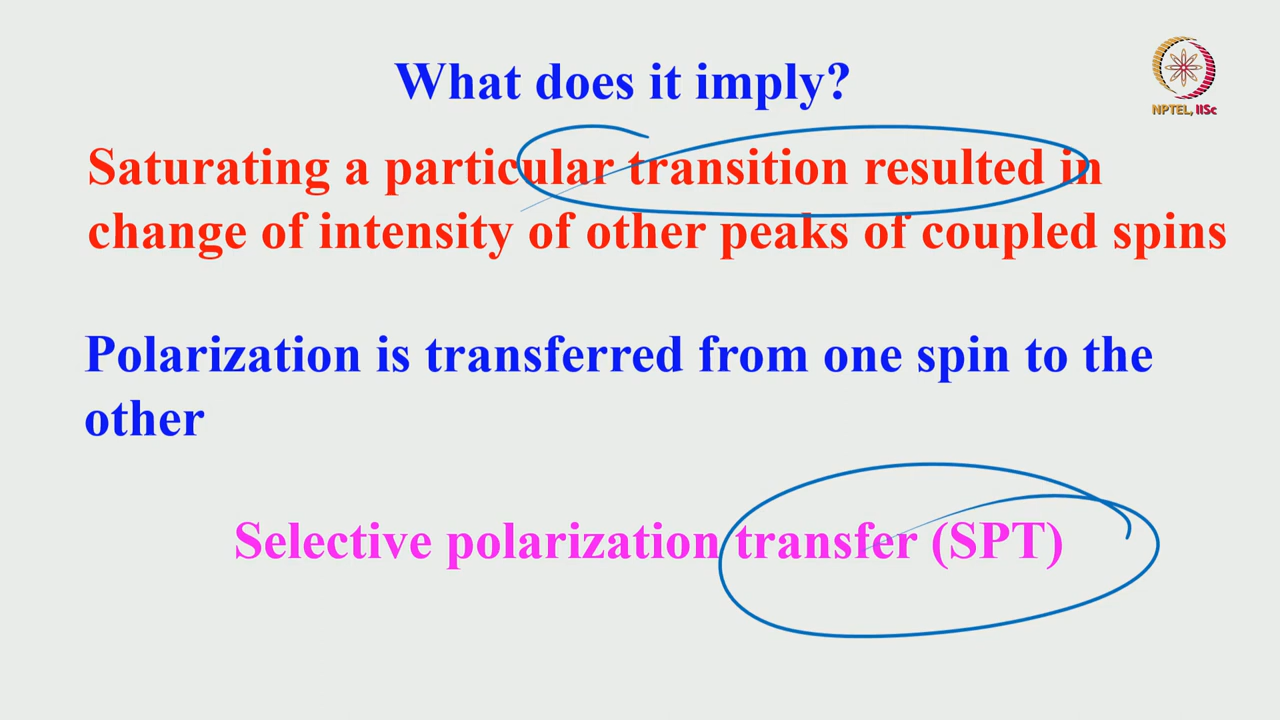 What does it imply?
NPTEL, IISc
Saturating a particular transition resulted in
change of intensity of other peaks of coupled spins
Polarization is transferred from one spin to the
other
Selective polarization transfer (SPT)